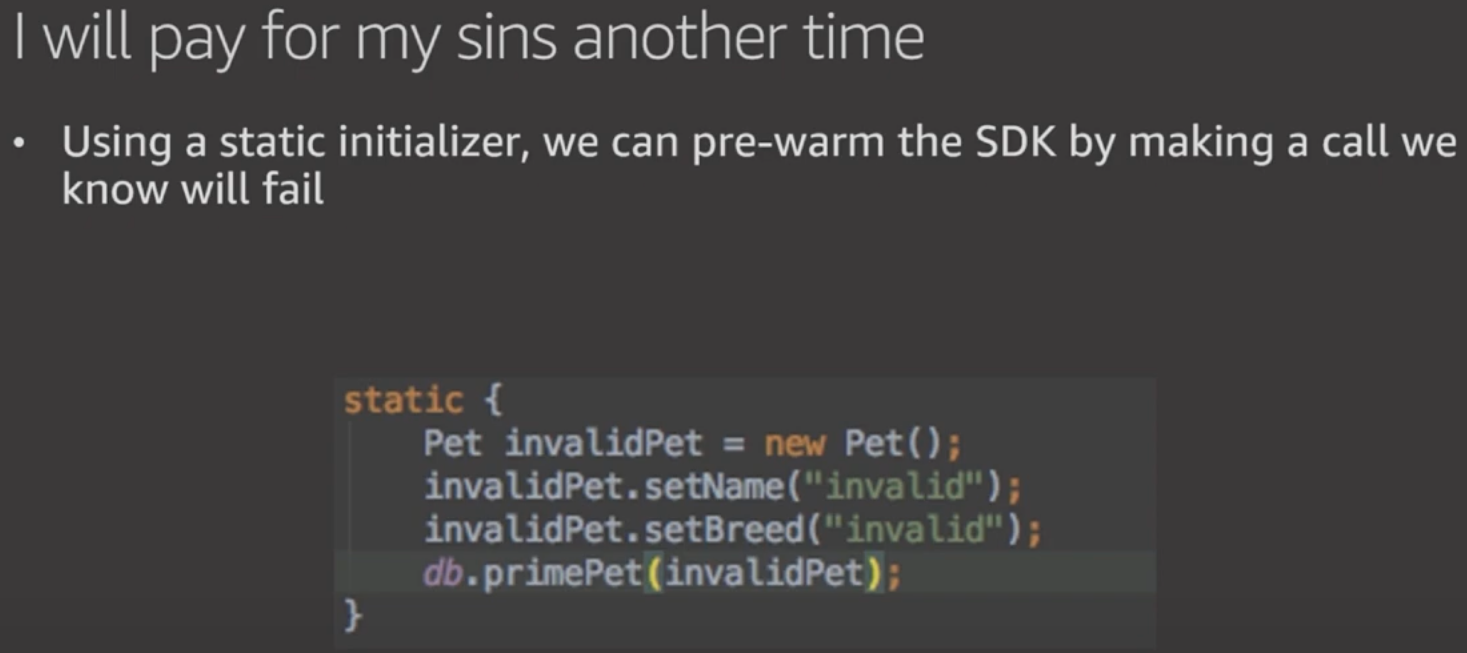 I will pay for my sins another time
• Using a static initializer, we can pre-warm the SDK by making a call we
know will fail
static {
    Pet invalidPet = new Pet();
    invalidPet.setName("invalid");
    invalidPet.setBreed("invalid");
    db.primePet(invalidPet);
}